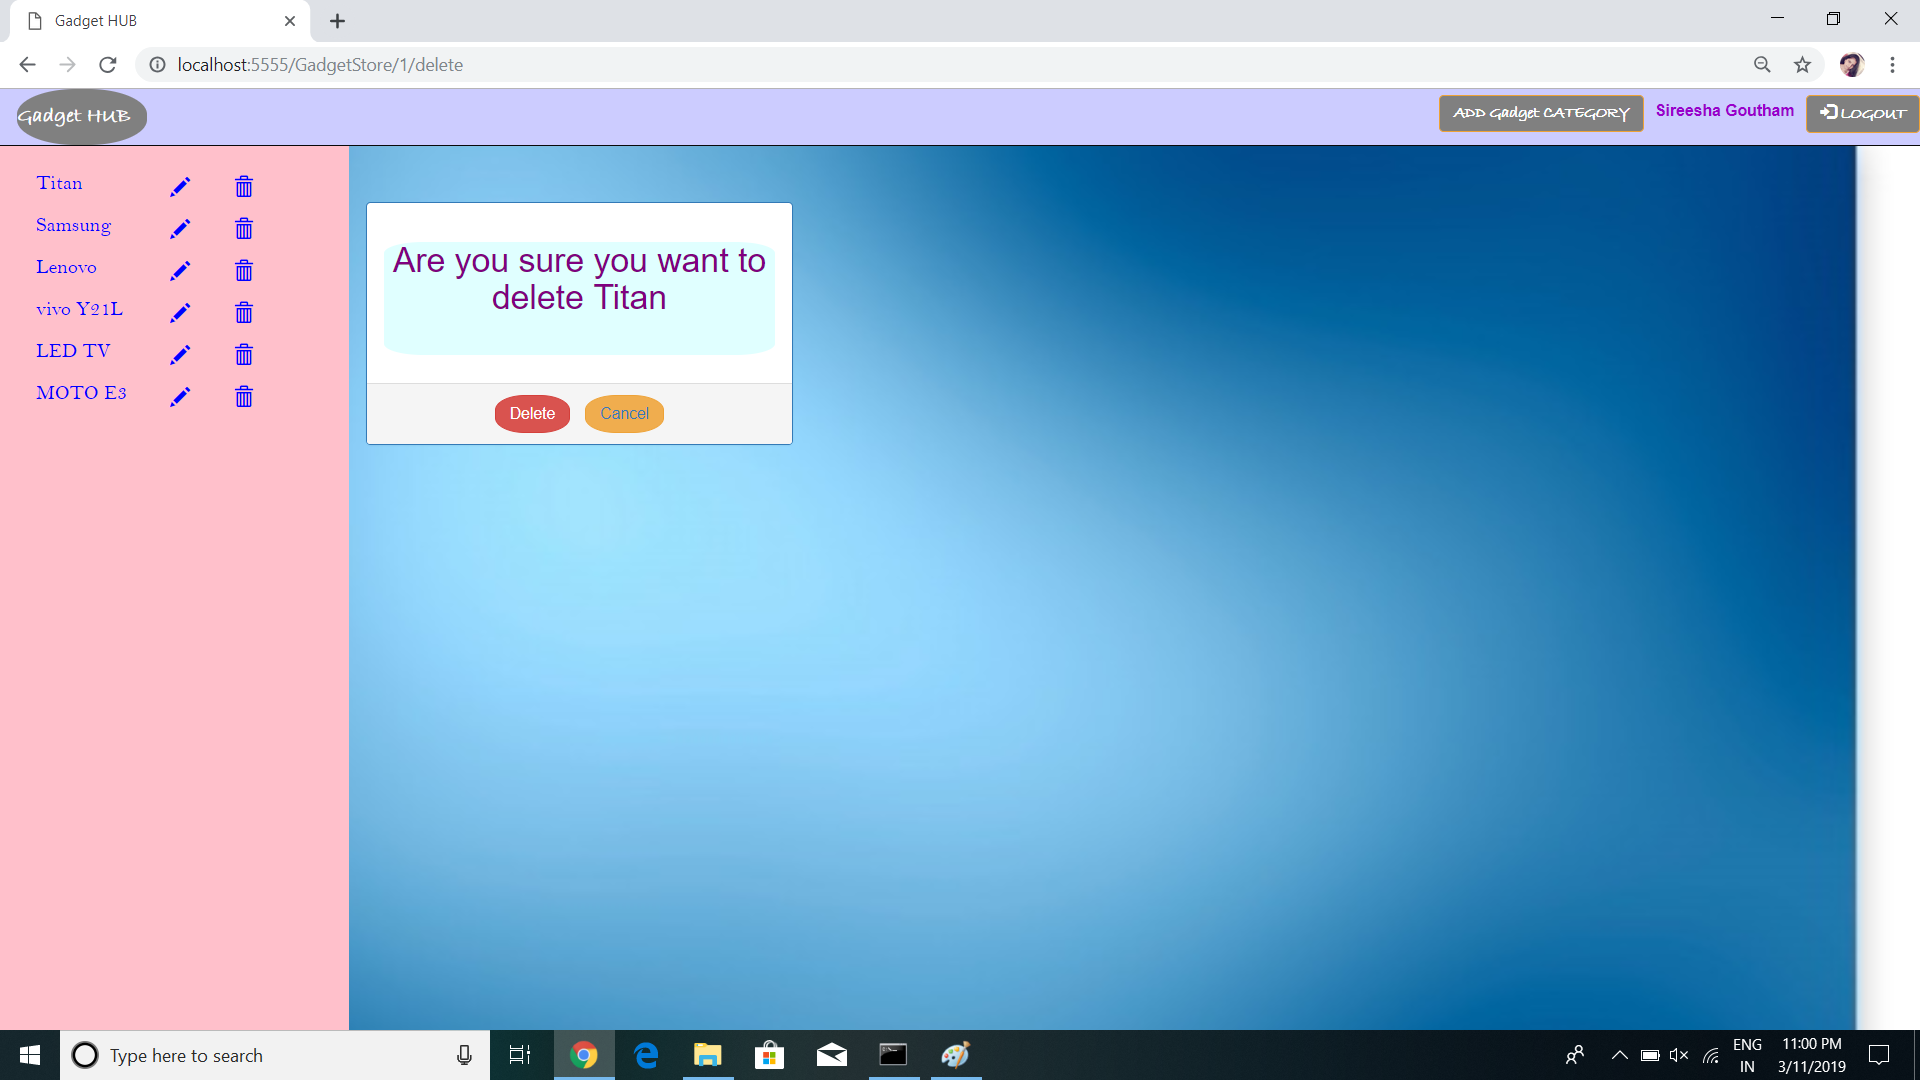 Gadget HUB
localhost:5555/GadgetStore/1/delete
Gadget HUB
ADD Gadget CATEGORY
Sireesha Goutham
LOGOUT
Titan
Samsung
Lenovo
vivo Y21L
LED TV
MOTO E3
Are you sure you want to
delete Titan
Delete
Cancel
Type here to search
ENG
IN
11:00 PM
3/11/2019